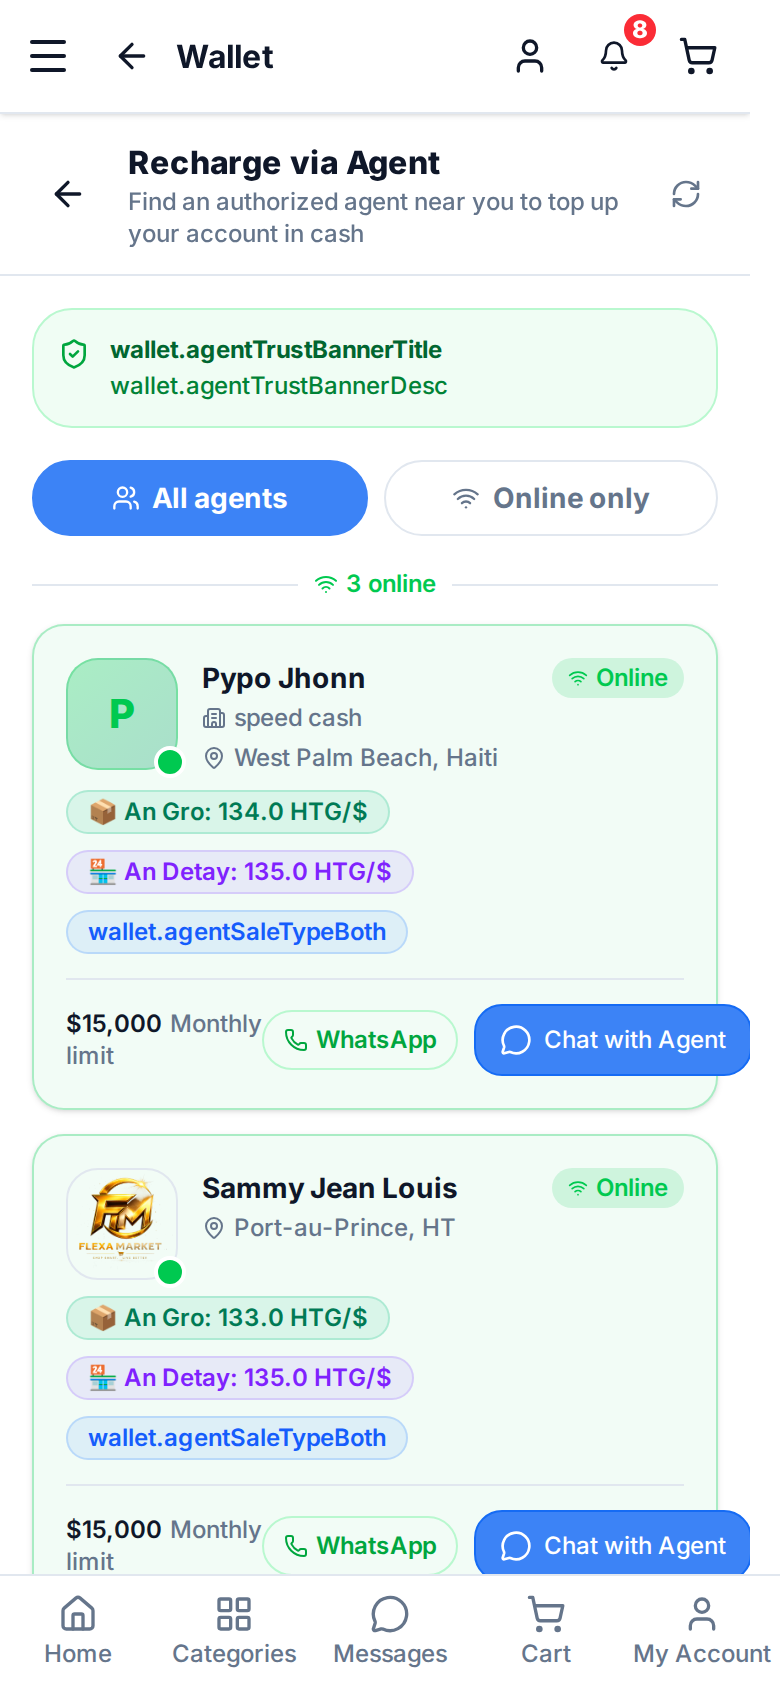 Wallet
8
Recharge via Agent
Find an authorized agent near you to top up
your account in cash
wallet.agentTrustBannerTitle
wallet.agentTrustBannerDesc
All agents
Online only
3 online
P
Pypo Jhonn
Online
speed cash
West Palm Beach, Haiti
An Gro: 134.0 HTG/$
An Detay: 135.0 HTG/$
wallet.agentSaleTypeBoth
$15,000 Monthly
limit
WhatsApp
Chat with Agent
FM
FLEXA MARKET
Sammy Jean Louis
Online
Port-au-Prince, HT
An Gro: 133.0 HTG/$
An Detay: 135.0 HTG/$
wallet.agentSaleTypeBoth
$15,000 Monthly
limit
WhatsApp
Chat with Agent
Home
Categories
Messages
Cart
My Account